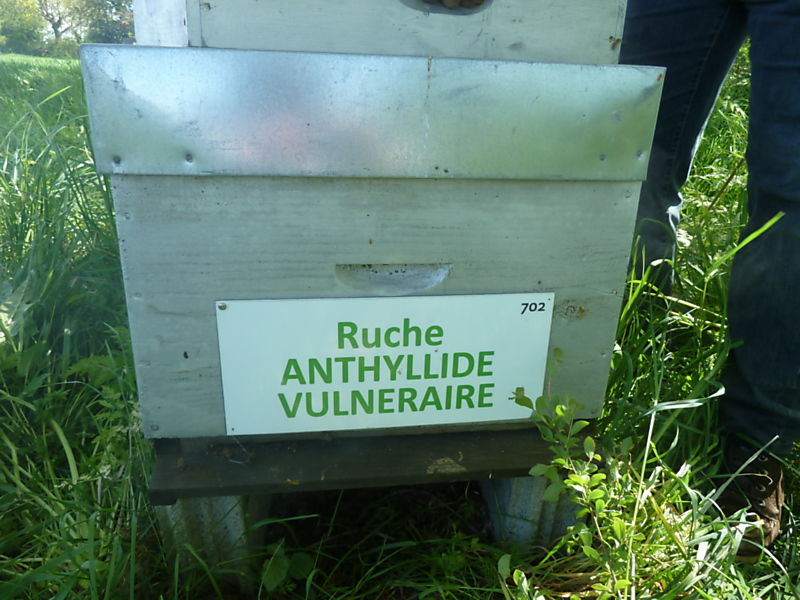 702
Ruche
ANTHYLLIDE
VULNERAIRE